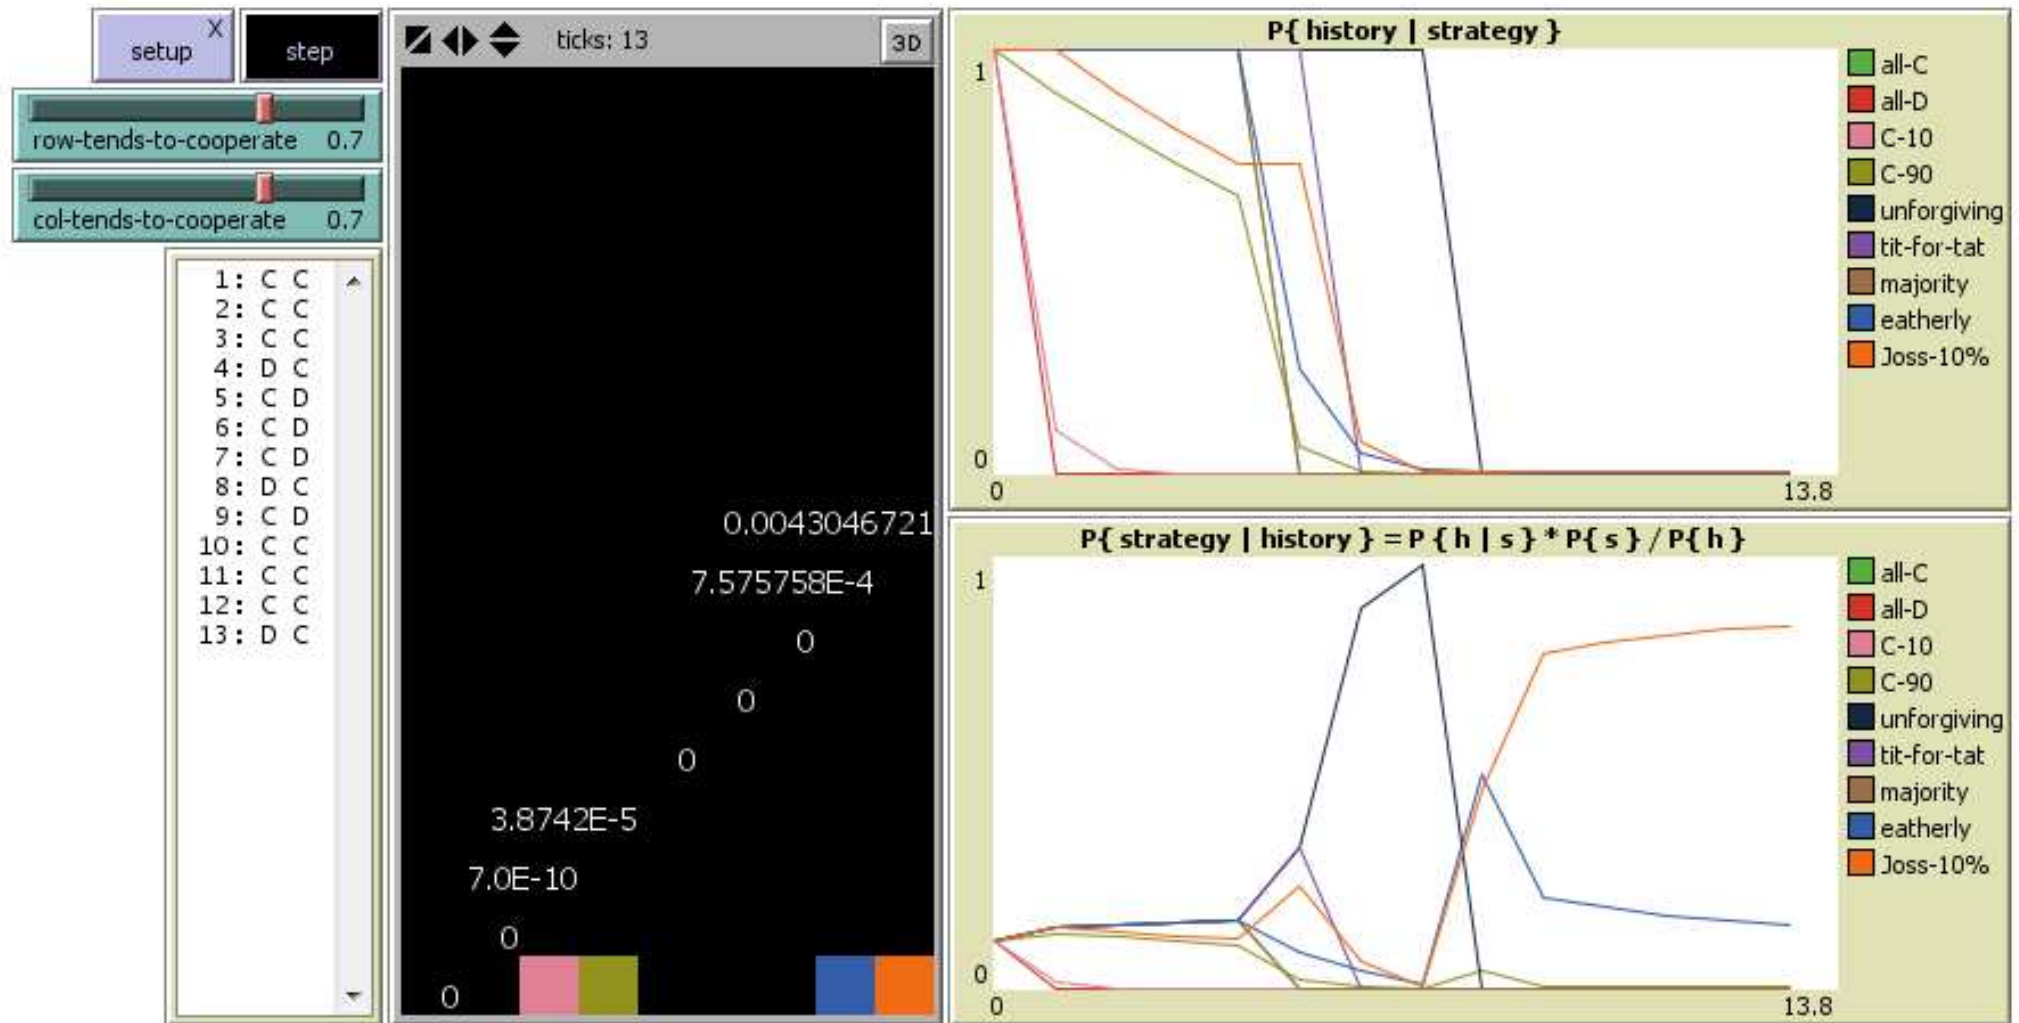 setup X
step
row-tends-to-cooperate 0.7
col-tends-to-cooperate 0.7
1: C C
2: C C
3: C C
4: D C
5: C D
6: C D
7: C D
8: D C
9: C D
10: C C
11: C C
12: C C
13: D C
ticks: 13
3D
0.0043046721
7.575758E-4
0
0
0
3.8742E-5
7.0E-10
0
0
P{ history | strategy }
1
0
0
13.8
all-C
all-D
C-10
C-90
unforgiving
tit-for-tat
majority
eatherly
Joss-10%
P{ strategy | history } = P { h | s } * P{ s } / P{ h }
1
0
0
13.8
all-C
all-D
C-10
C-90
unforgiving
tit-for-tat
majority
eatherly
Joss-10%